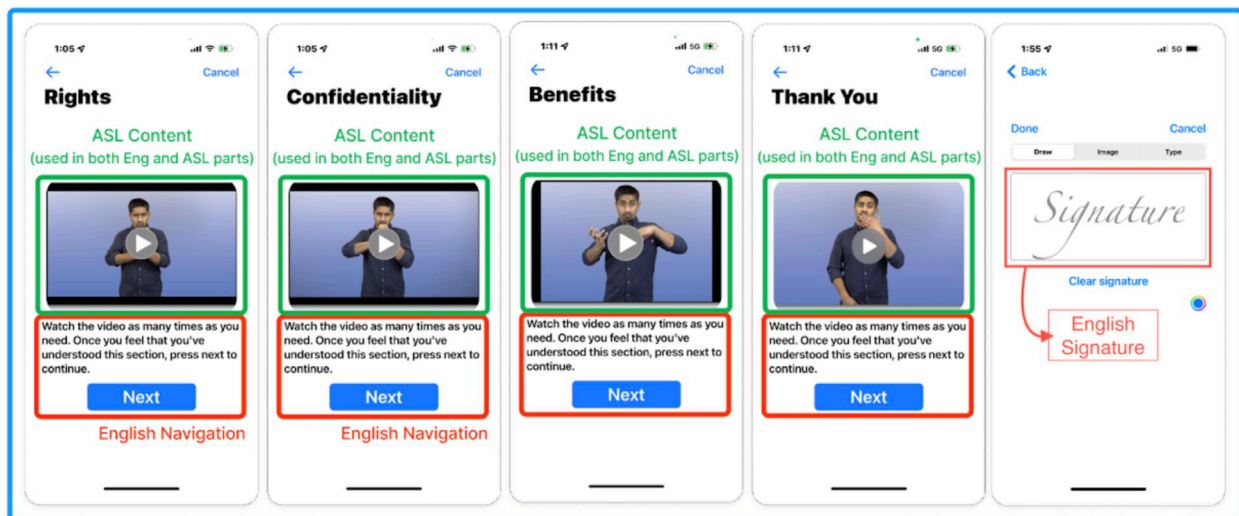 1:05
Cancel
Rights
ASL Content
(used in both Eng and ASL parts)
Watch the video as many times as you
need. Once you feel that you've
understood this section, press next to
continue.
Next
English Navigation
1:05
Cancel
Confidentiality
ASL Content
(used in both Eng and ASL parts)
Watch the video as many times as you
need. Once you feel that you've
understood this section, press next to
continue.
Next
English Navigation
1:11
5G
Cancel
Benefits
ASL Content
(used in both Eng and ASL parts)
Watch the video as many times as you
need. Once you feel that you've
understood this section, press next to
continue.
Next
1:11
5G
Cancel
Thank You
ASL Content
(used in both Eng and ASL parts)
Watch the video as many times as you
need. Once you feel that you've
understood this section, press next to
continue.
Next
1:55
5G
Back
Done Cancel
Draw Image Type
Signature
Clear signature
English
Signature